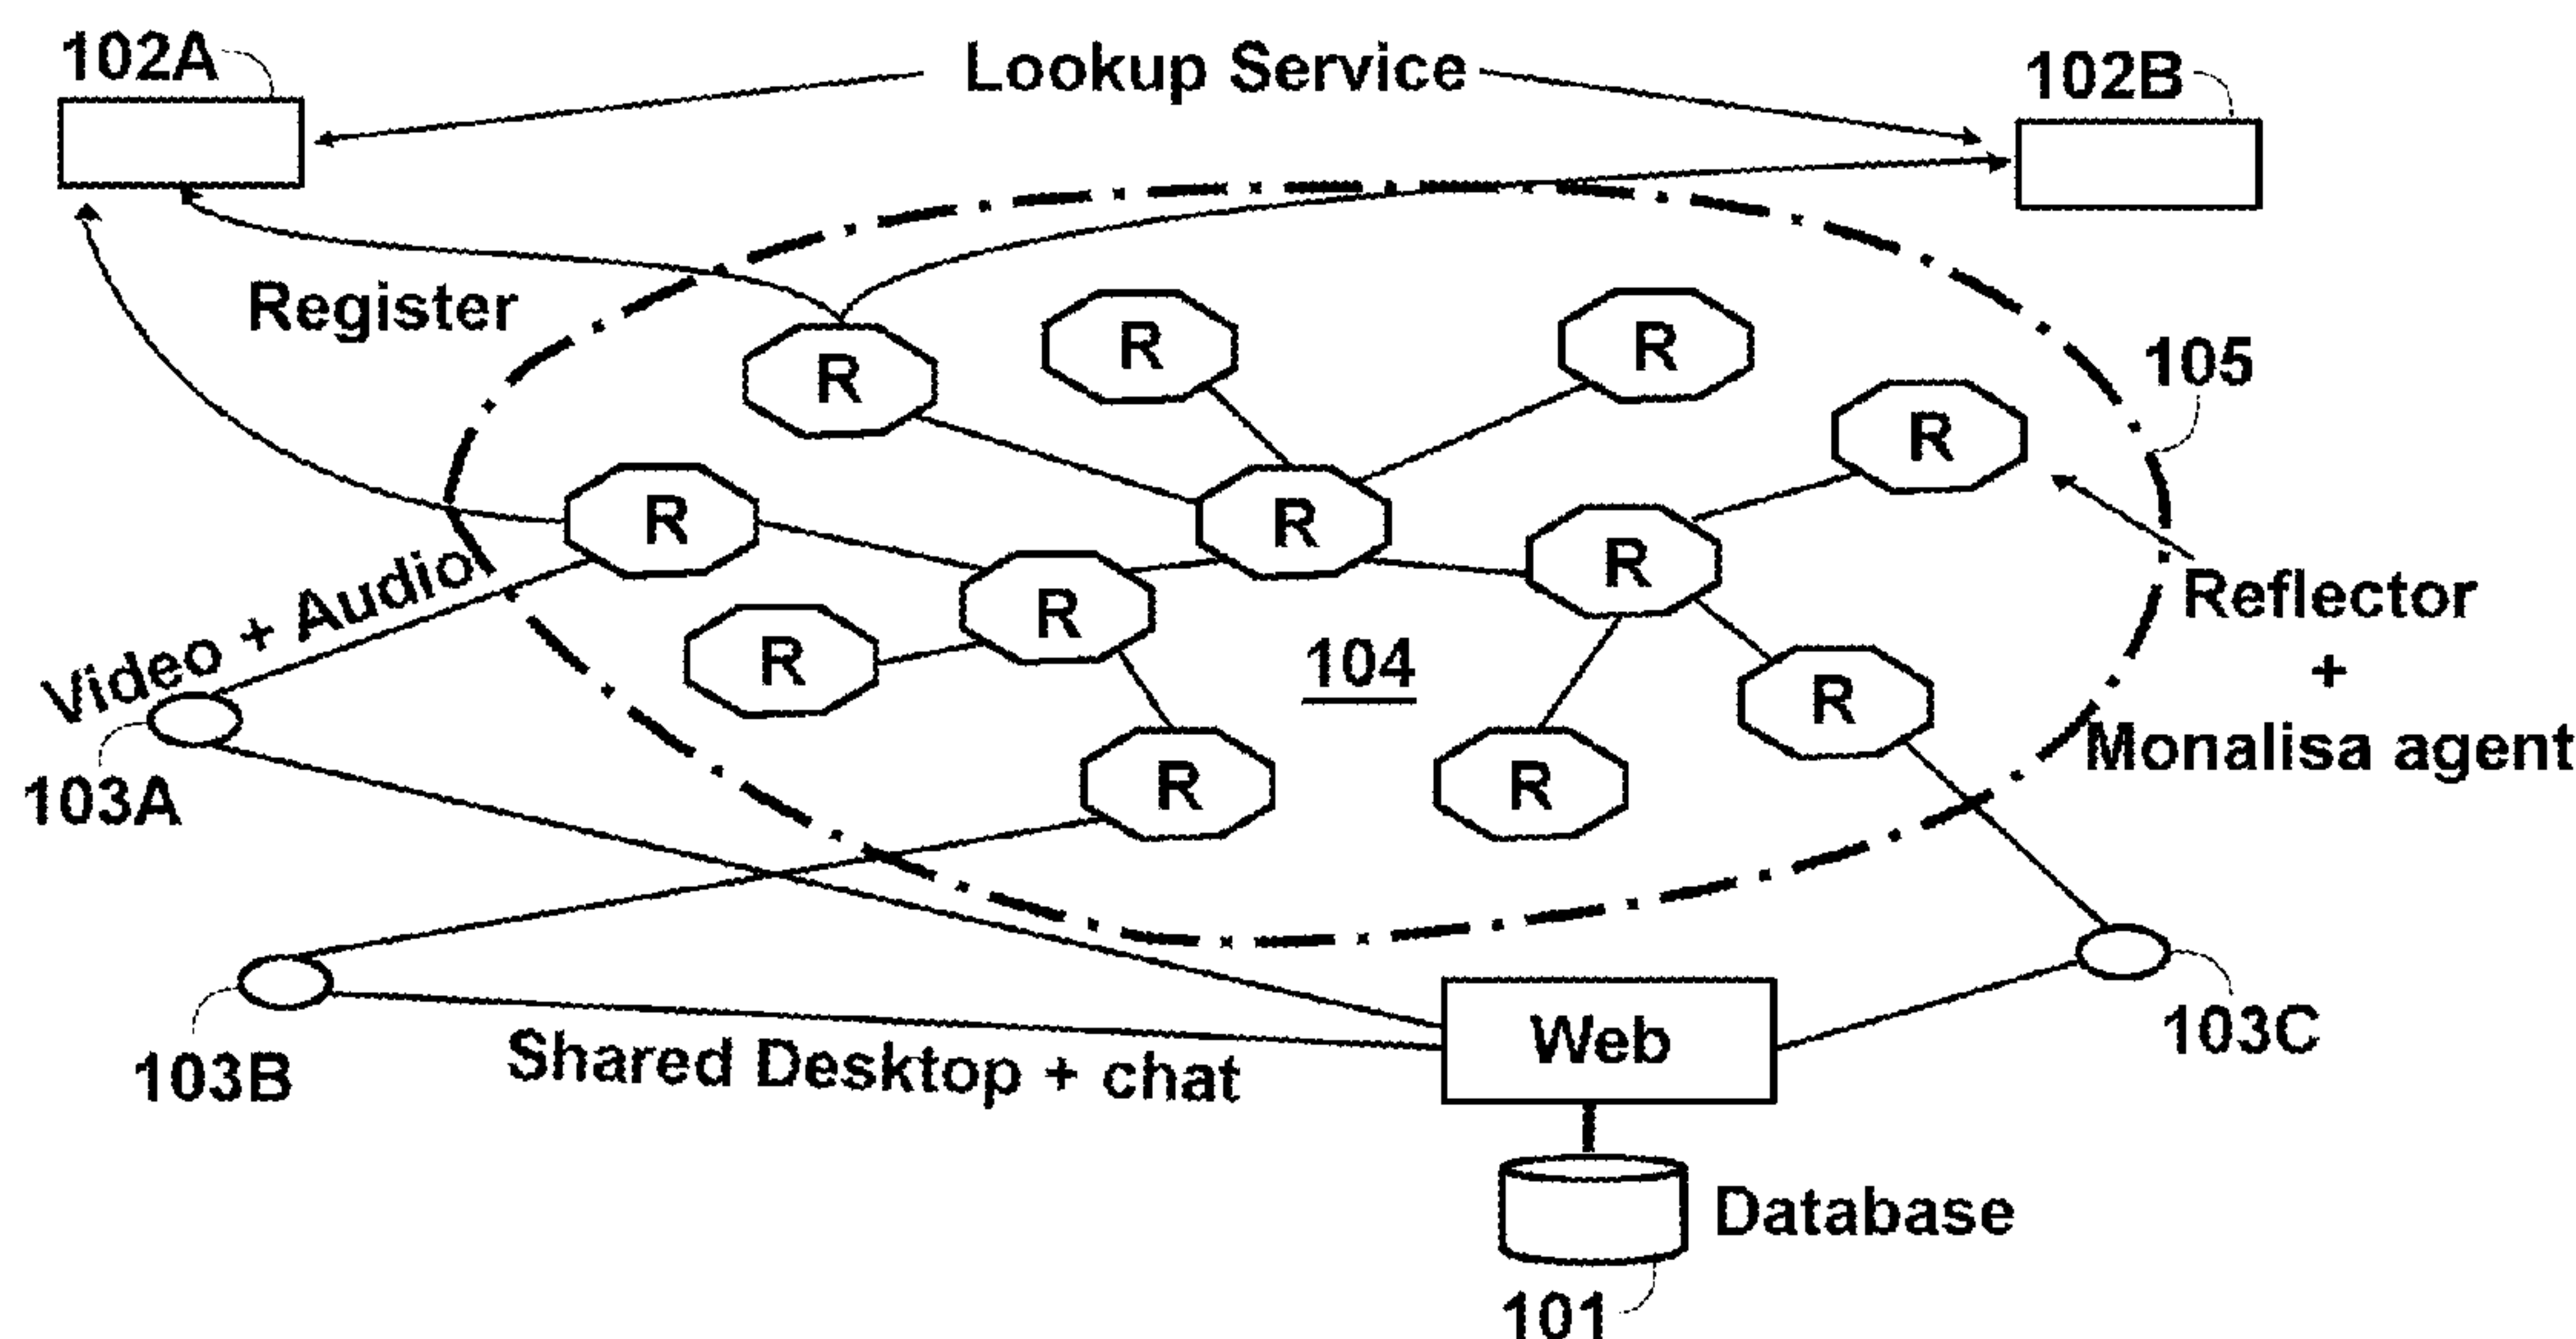 102A
Lookup Service
102B
Register
R
R
R
R
105
R
R
R
R
Video + Audio
Reflector
+
Monalisa agent
R
104
R
R
R
103A
103B
Shared Desktop + chat
Web
103C
Database
101